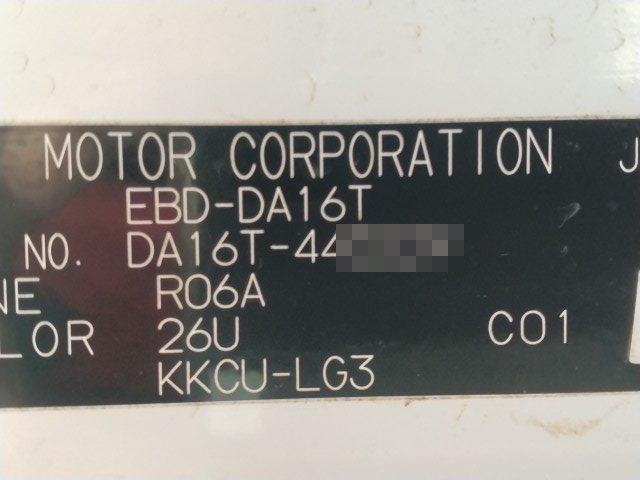 MOTOR CORPORATION J
EBD-DA16T
NO. DA16T-44
NE R06A
LOR 26U C01
KKCU-LG3